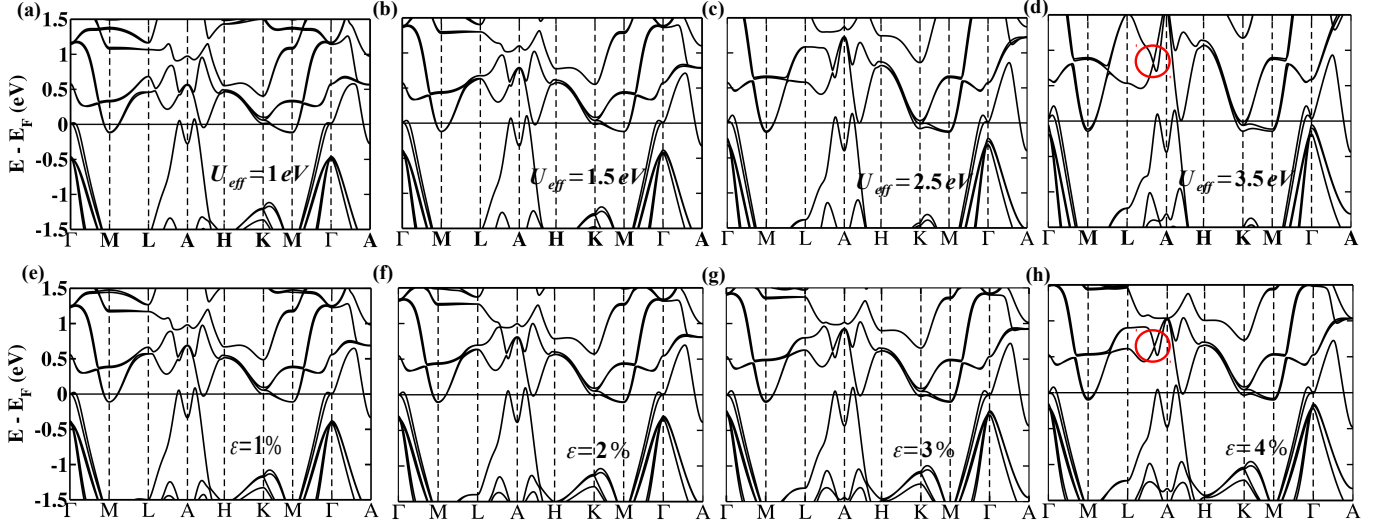 (a) (b) (c) (d)
1.5
1
0.5
0
-0.5
-1
-1.5
E - E_F (eV)
U_eff = 1 eV
U_eff = 1.5 eV
U_eff = 2.5 eV
U_eff = 3.5 eV
Γ M L A H K M Γ A
Γ M L A H K M Γ A
Γ M L A H K M Γ A
Γ M L A H K M Γ A
(e) (f) (g) (h)
1.5
1
0.5
0
-0.5
-1
-1.5
E - E_F (eV)
ε=1%
ε=2%
ε=3%
ε=4%
Γ M L A H K M Γ A
Γ M L A H K M Γ A
Γ M L A H K M Γ A
Γ M L A H K M Γ A